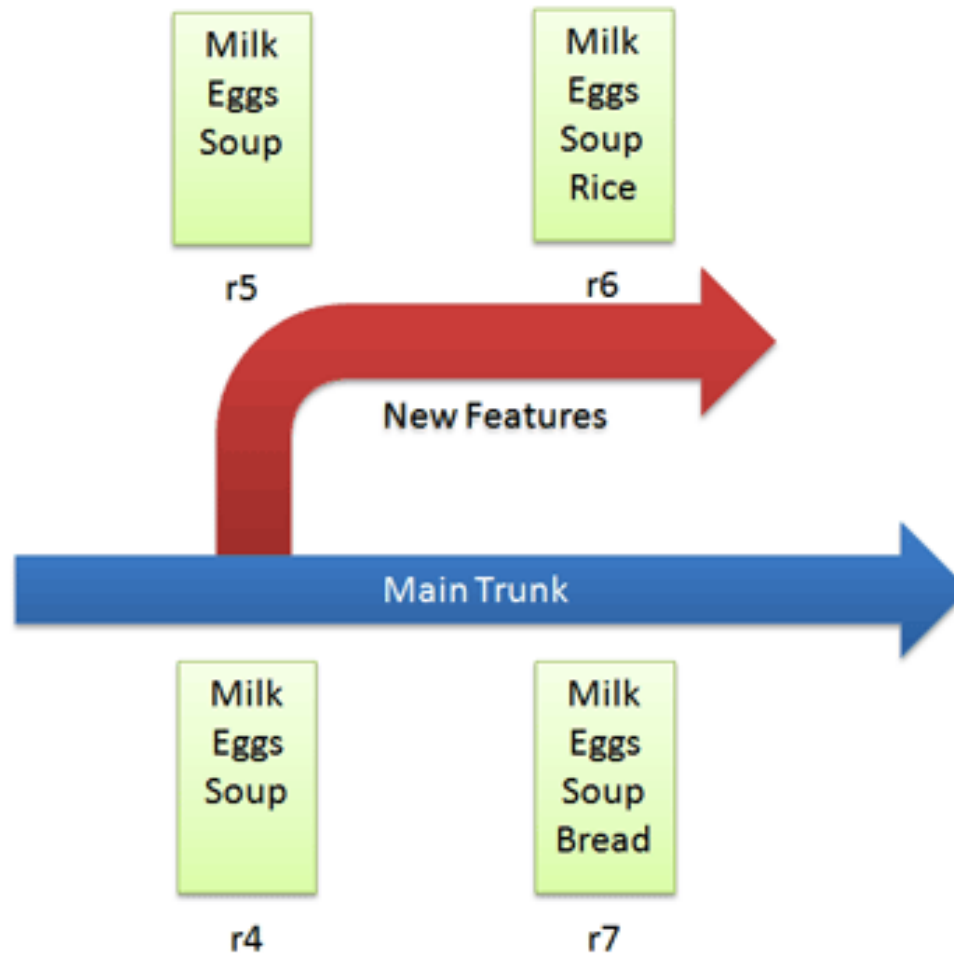 Milk
Eggs
Soup
r5
Milk
Eggs
Soup
Rice
r6
New Features
Main Trunk
Milk
Eggs
Soup
r4
Milk
Eggs
Soup
Bread
r7